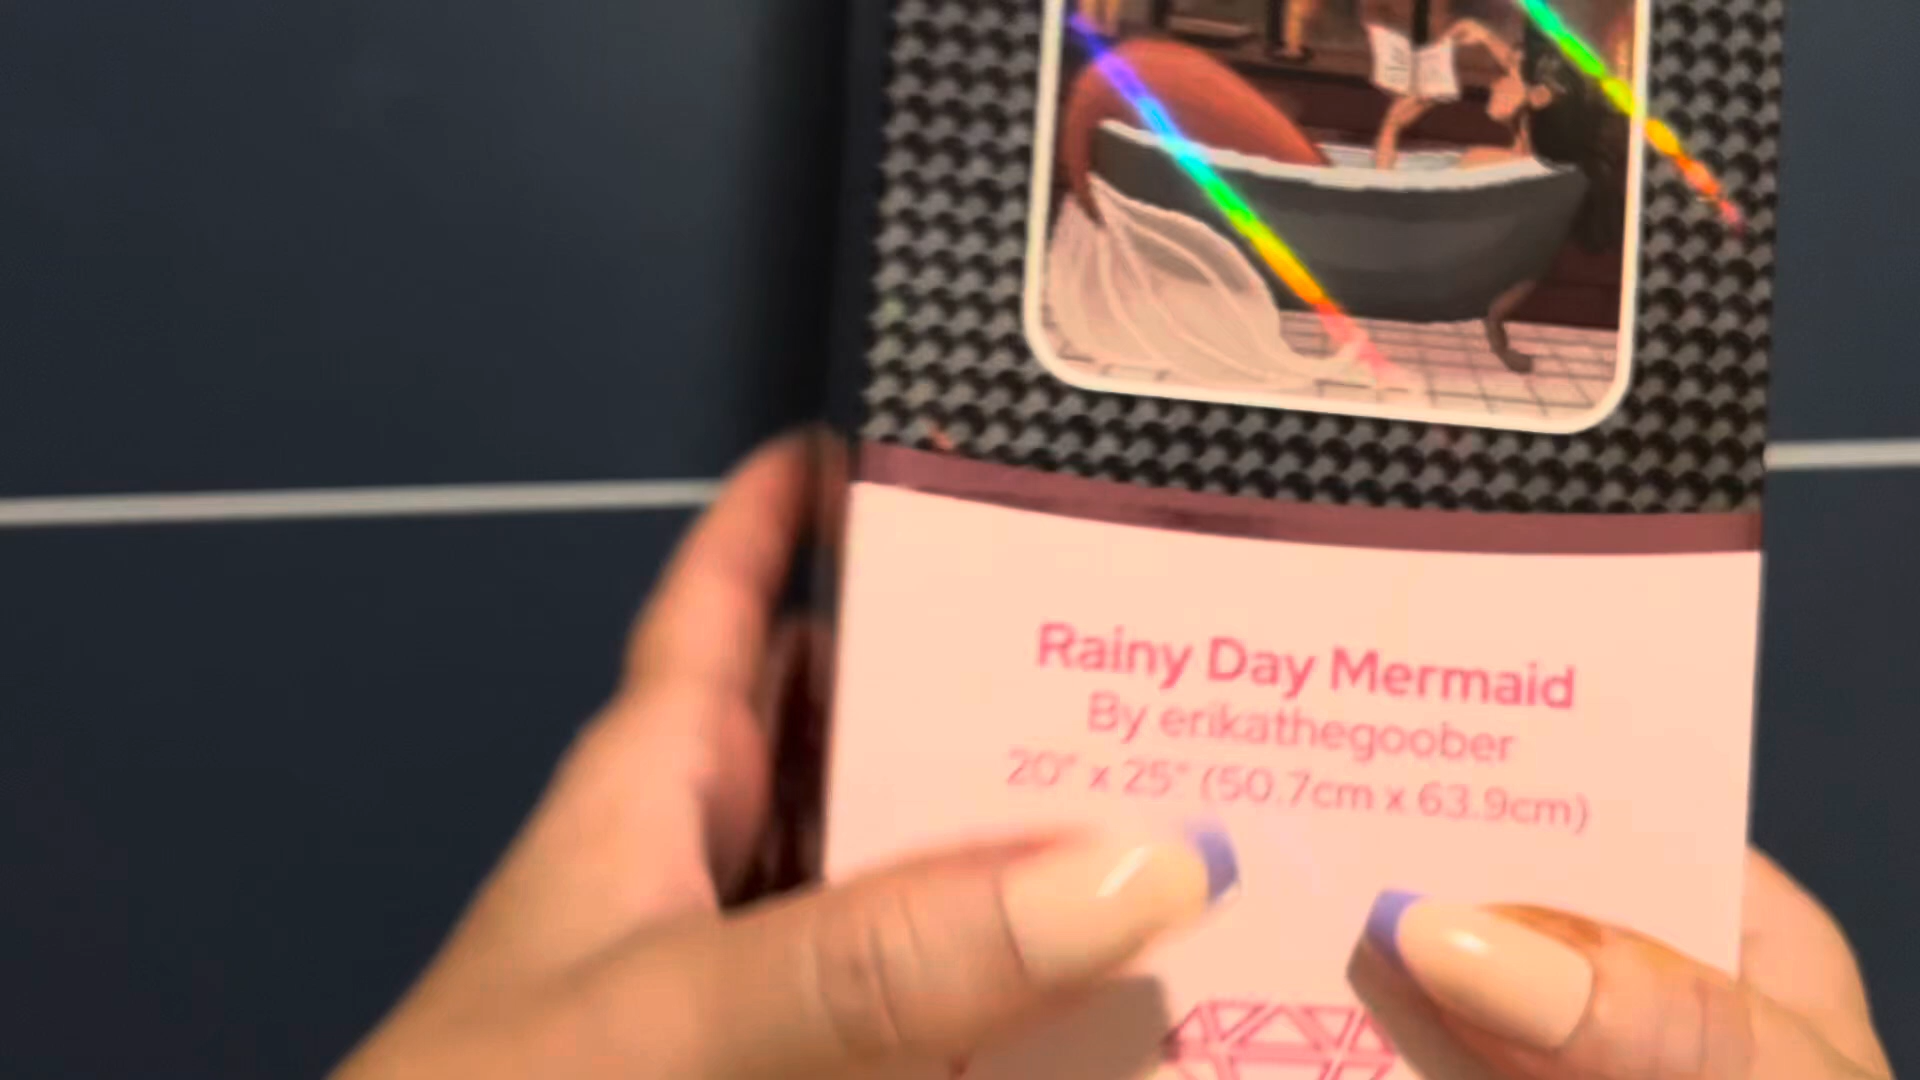 Rainy Day Mermaid
By erikathegoober
20" x 25" (50.7cm x 63.9cm)